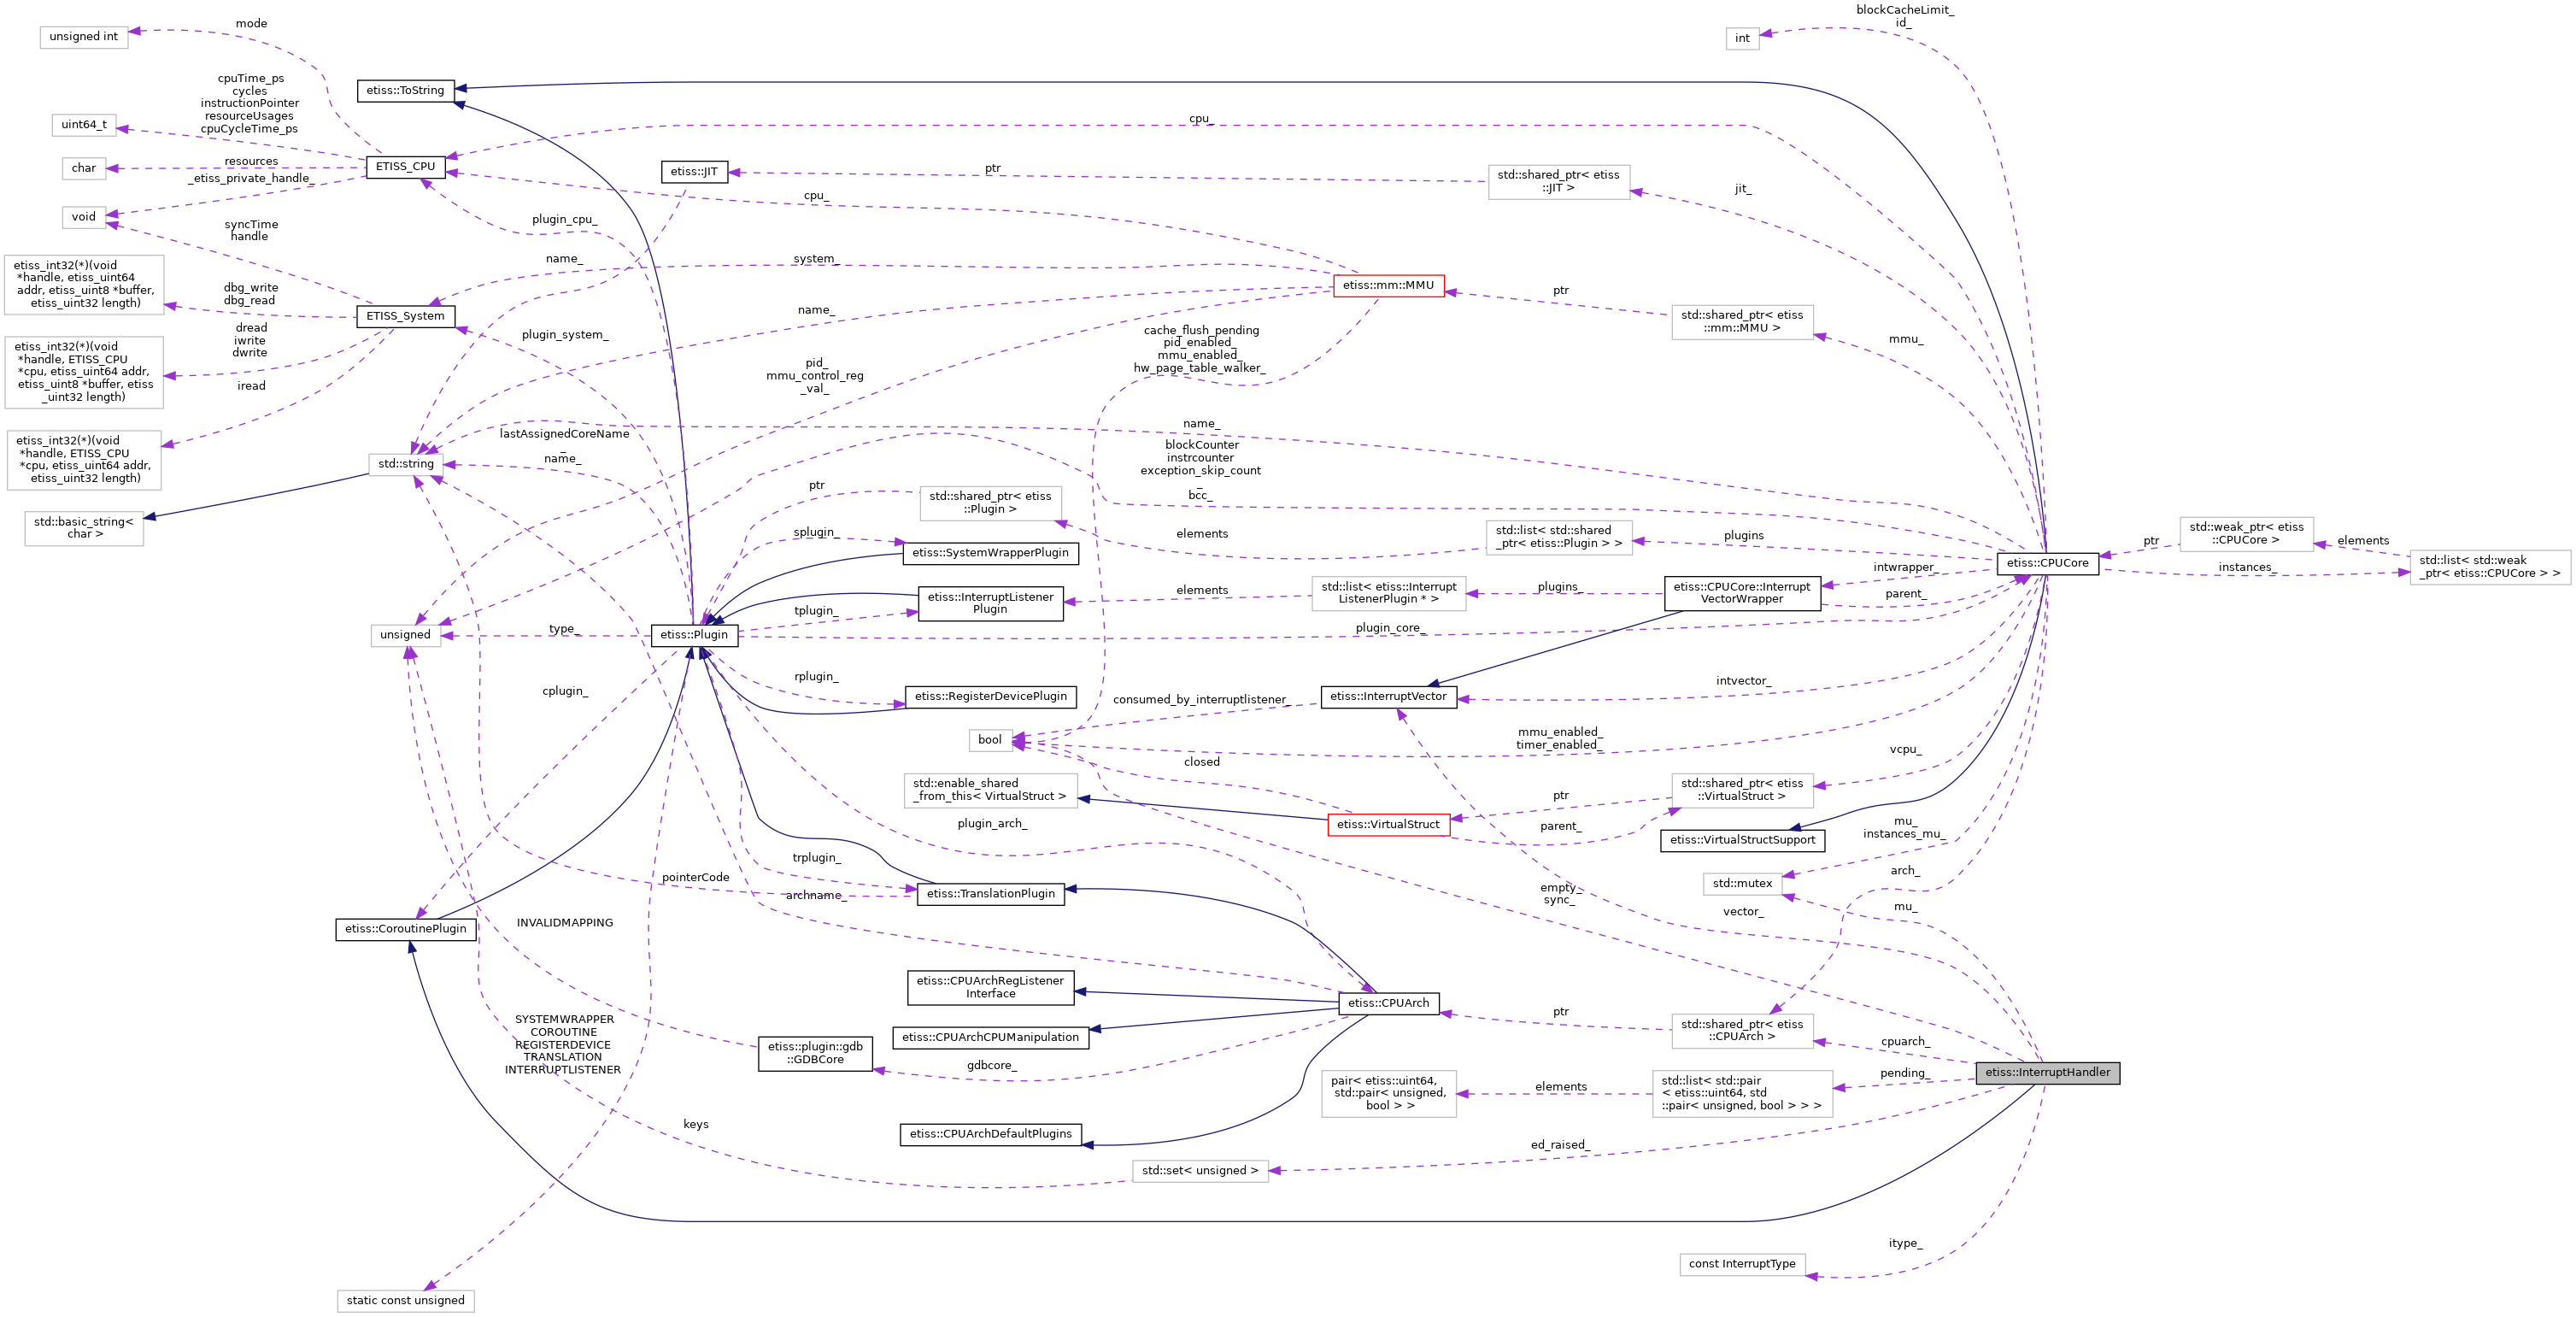 mode
unsigned int
blockCacheLimit_
id_
int
cpuTime_ps
cycles
instructionPointer
resourceUsages
cpuCycleTime_ps
etiss::ToString
uint64_t
cpu_
char
resources
ETISS_CPU
etiss::JIT
ptr
std::shared_ptr< etiss
::JIT >
jit_
_etiss_private_handle_
void
cpu_
plugin_cpu_
syncTime
handle
etiss_int32(*)(void
*handle, etiss_uint64
addr, etiss_uint8 *buffer,
etiss_uint32 length)
name_
system_
etiss::mm::MMU
dbg_write
dbg_read
ETISS_System
ptr
std::shared_ptr< etiss
::mm::MMU >
name_
mmu_
dread
iwrite
dwrite
plugin_system_
cache_flush_pending
pid_enabled_
mmu_enabled_
hw_page_table_walker_
etiss_int32(*)(void
*handle, ETISS_CPU
*cpu, etiss_uint64 addr,
etiss_uint8 *buffer, etiss
_uint32 length)
pid_
mmu_control_reg
_val_
iread
etiss_int32(*)(void
*handle, ETISS_CPU
*cpu, etiss_uint64 addr,
etiss_uint32 length)
lastAssignedCoreName
_
name_
name_
blockCounter
instrcounter
exception_skip_count
_
bcc_
std::string
std::basic_string<
char >
ptr
std::shared_ptr< etiss
::Plugin >
elements
std::list< std::shared
_ptr< etiss::Plugin > >
plugins
std::weak_ptr< etiss
::CPUCore >
ptr
elements
std::list< std::weak
_ptr< etiss::CPUCore > >
instances_
splugin_
etiss::SystemWrapperPlugin
etiss::CPUCore
intwrapper_
etiss::InterruptListener
Plugin
tplugin_
elements
std::list< etiss::Interrupt
ListenerPlugin * >
plugins_
etiss::CPUCore::Interrupt
VectorWrapper
parent_
unsigned
type_
etiss::Plugin
plugin_core_
rplugin_
etiss::RegisterDevicePlugin
cplugin_
consumed_by_interruptlistener_
etiss::InterruptVector
intvector_
bool
mmu_enabled_
timer_enabled_
closed
vcpu_
std::enable_shared
_from_this< VirtualStruct >
ptr
std::shared_ptr< etiss
::VirtualStruct >
etiss::VirtualStruct
parent_
plugin_arch_
etiss::VirtualStructSupport
mu_
instances_mu_
trplugin_
pointerCode
archname_
etiss::TranslationPlugin
std::mutex
arch_
empty_
sync_
vector_
mu_
etiss::CoroutinePlugin
INVALIDMAPPING
etiss::CPUArchRegListener
Interface
etiss::CPUArch
ptr
std::shared_ptr< etiss
::CPUArch >
SYSTEMWRAPPER
COROUTINE
REGISTERDEVICE
TRANSLATION
INTERRUPTLISTENER
etiss::plugin::gdb
::GDBCore
etiss::CPUArchCPUManipulation
gdbcore_
cpuarch_
etiss::InterruptHandler
pending_
pair< etiss::uint64,
std::pair< unsigned,
bool > >
elements
std::list< std::pair
< etiss::uint64, std
::pair< unsigned, bool > > >
keys
etiss::CPUArchDefaultPlugins
ed_raised_
std::set< unsigned >
itype_
const InterruptType
static const unsigned